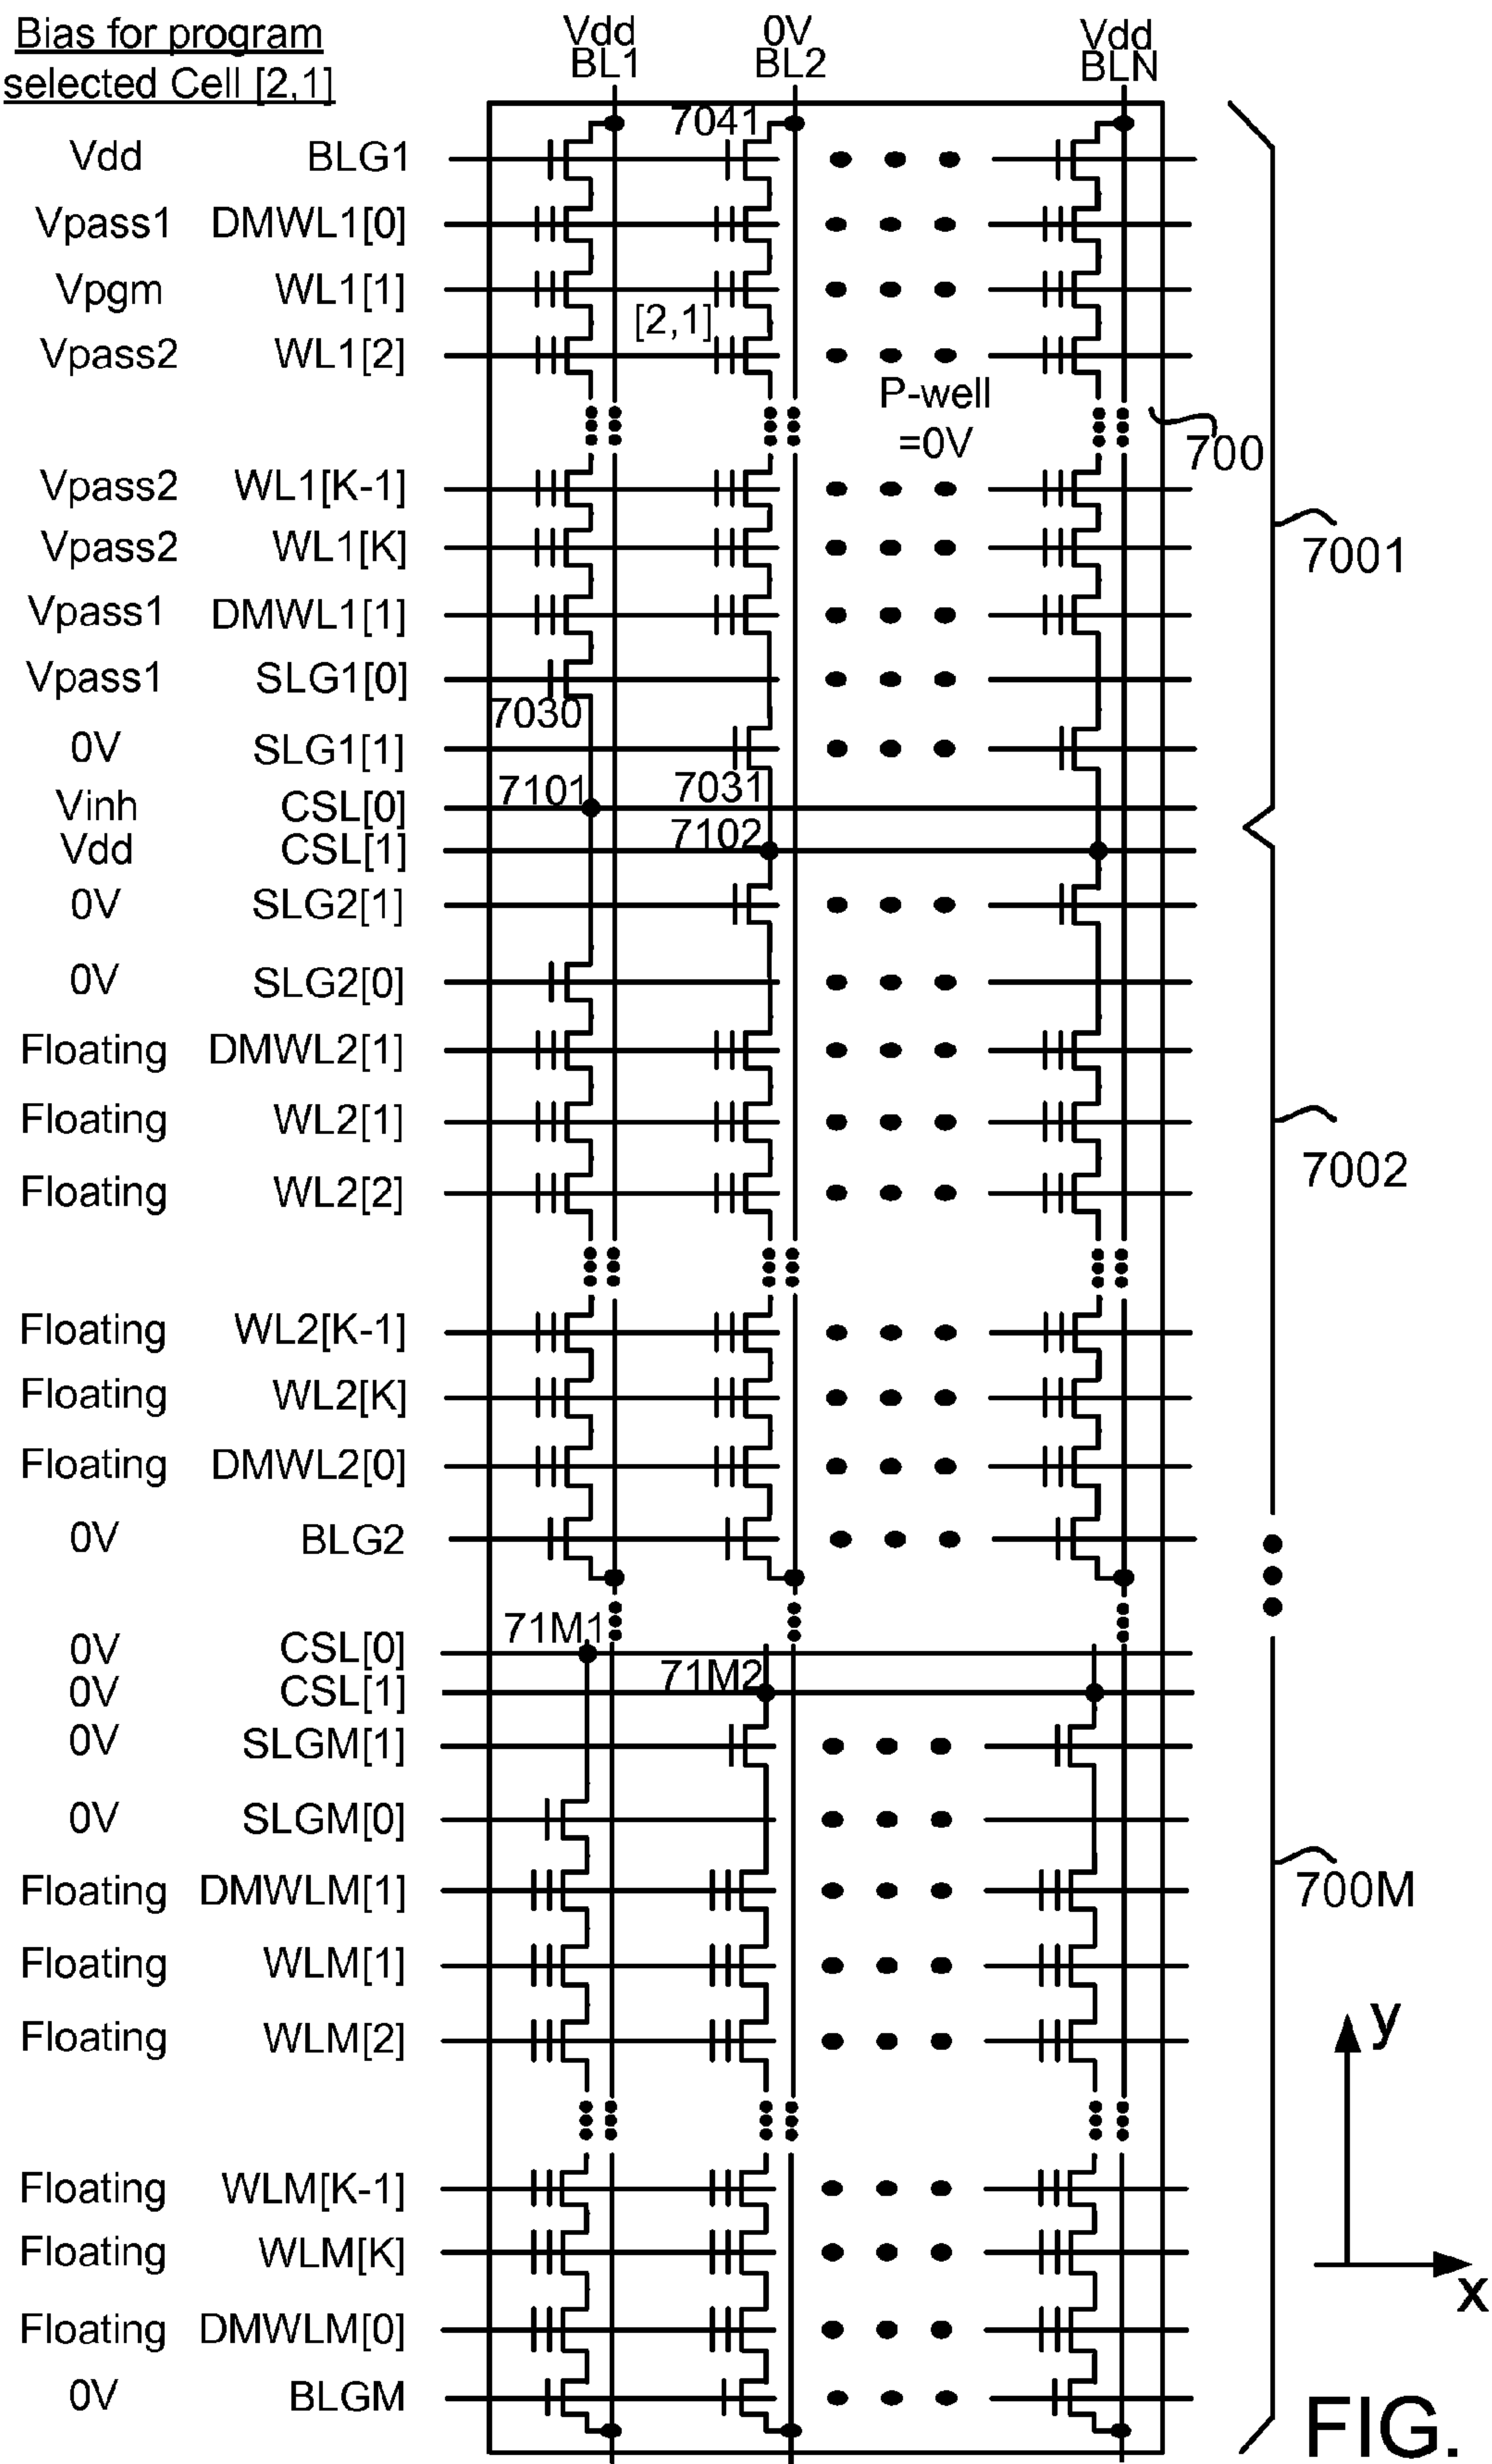 Bias for program
selected Cell [2,1]
Vdd 0V Vdd
BL1 BL2 BLN
7041
Vdd BLG1
Vpass1 DMWL1[0]
Vpgm WL1[1]
[2,1]
Vpass2 WL1[2]
P-well
=0V
700
Vpass2 WL1[K-1]
Vpass2 WL1[K]
7001
Vpass1 DMWL1[1]
Vpass1 SLG1[0]
7030
0V SLG1[1]
7101 7031
Vinh CSL[0]
7102
Vdd CSL[1]
0V SLG2[1]
0V SLG2[0]
Floating DMWL2[1]
Floating WL2[1]
7002
Floating WL2[2]
Floating WL2[K-1]
Floating WL2[K]
Floating DMWL2[0]
0V BLG2
71M1
0V CSL[0]
71M2
0V CSL[1]
0V SLGM[1]
0V SLGM[0]
Floating DMWLM[1]
700M
Floating WLM[1]
Floating WLM[2]
y
Floating WLM[K-1]
Floating WLM[K]
x
Floating DMWLM[0]
0V BLGM
FIG.